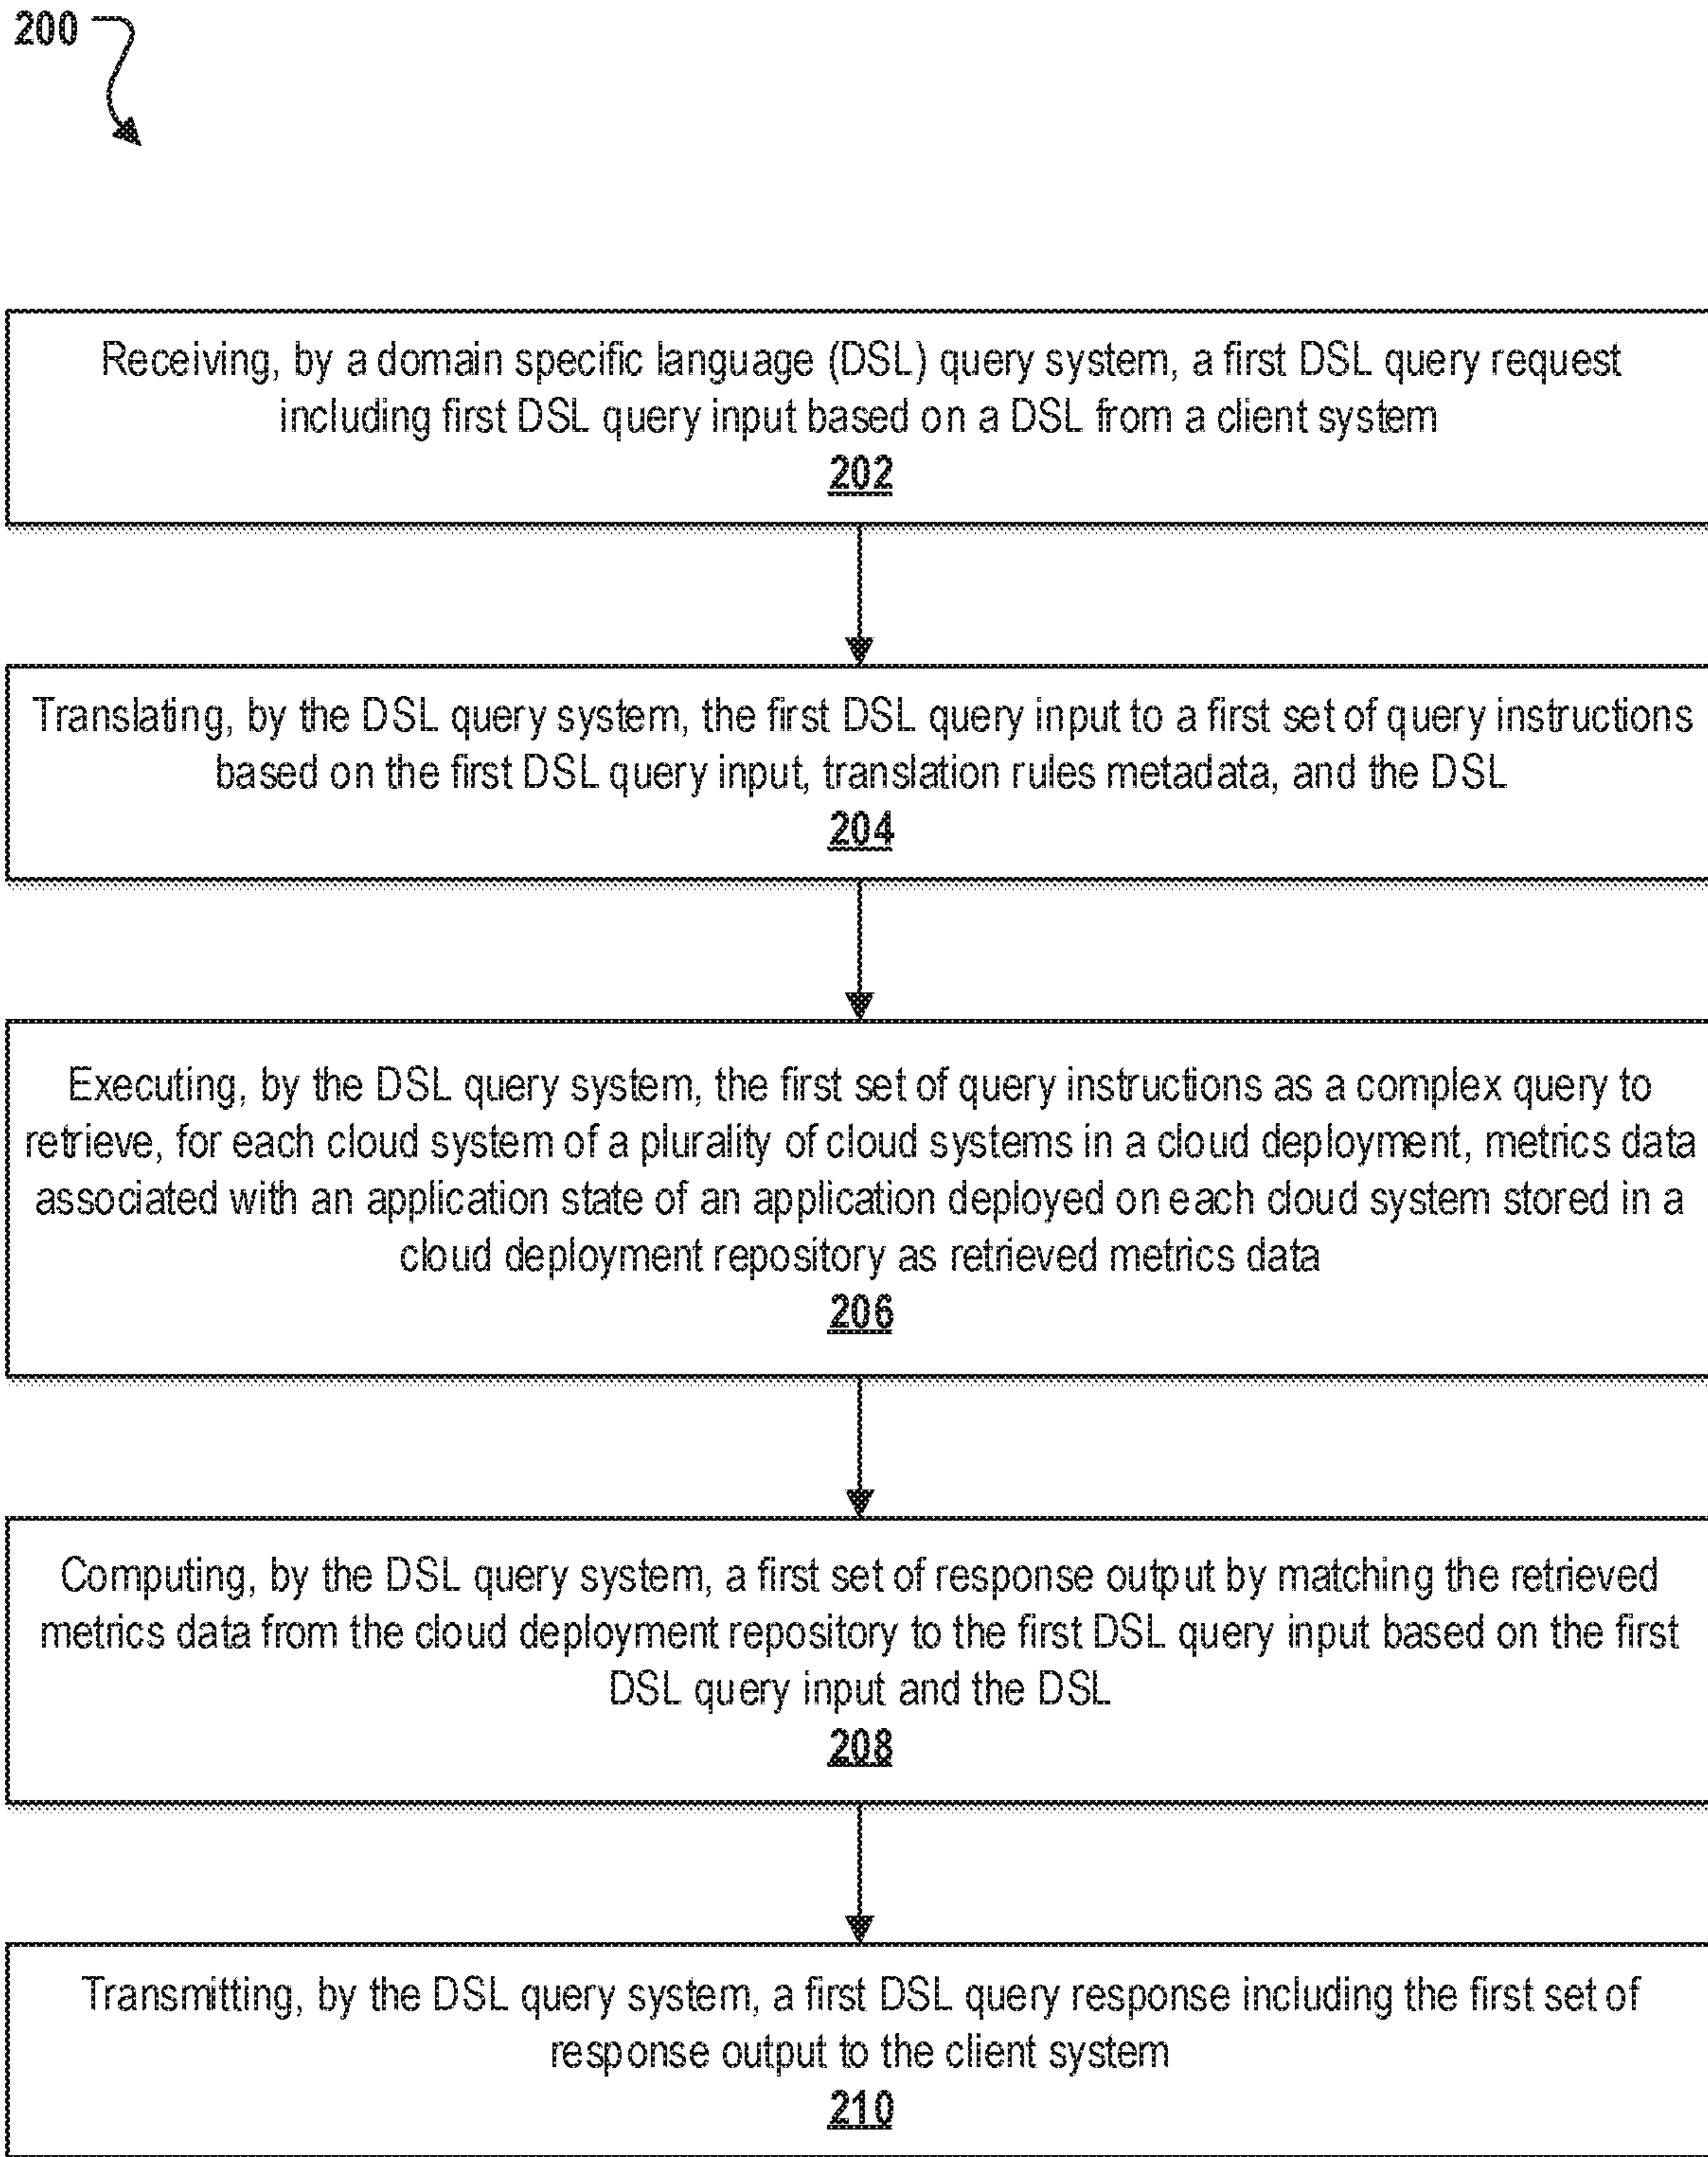 200
Receiving, by a domain specific language (DSL) query system, a first DSL query request
including first DSL query input based on a DSL from a client system
202
Translating, by the DSL query system, the first DSL query input to a first set of query instructions
based on the first DSL query input, translation rules metadata, and the DSL
204
Executing, by the DSL query system, the first set of query instructions as a complex query to
retrieve, for each cloud system of a plurality of cloud systems in a cloud deployment, metrics data
associated with an application state of an application deployed on each cloud system stored in a
cloud deployment repository as retrieved metrics data
206
Computing, by the DSL query system, a first set of response output by matching the retrieved
metrics data from the cloud deployment repository to the first DSL query input based on the first
DSL query input and the DSL
208
Transmitting, by the DSL query system, a first DSL query response including the first set of
response output to the client system
210